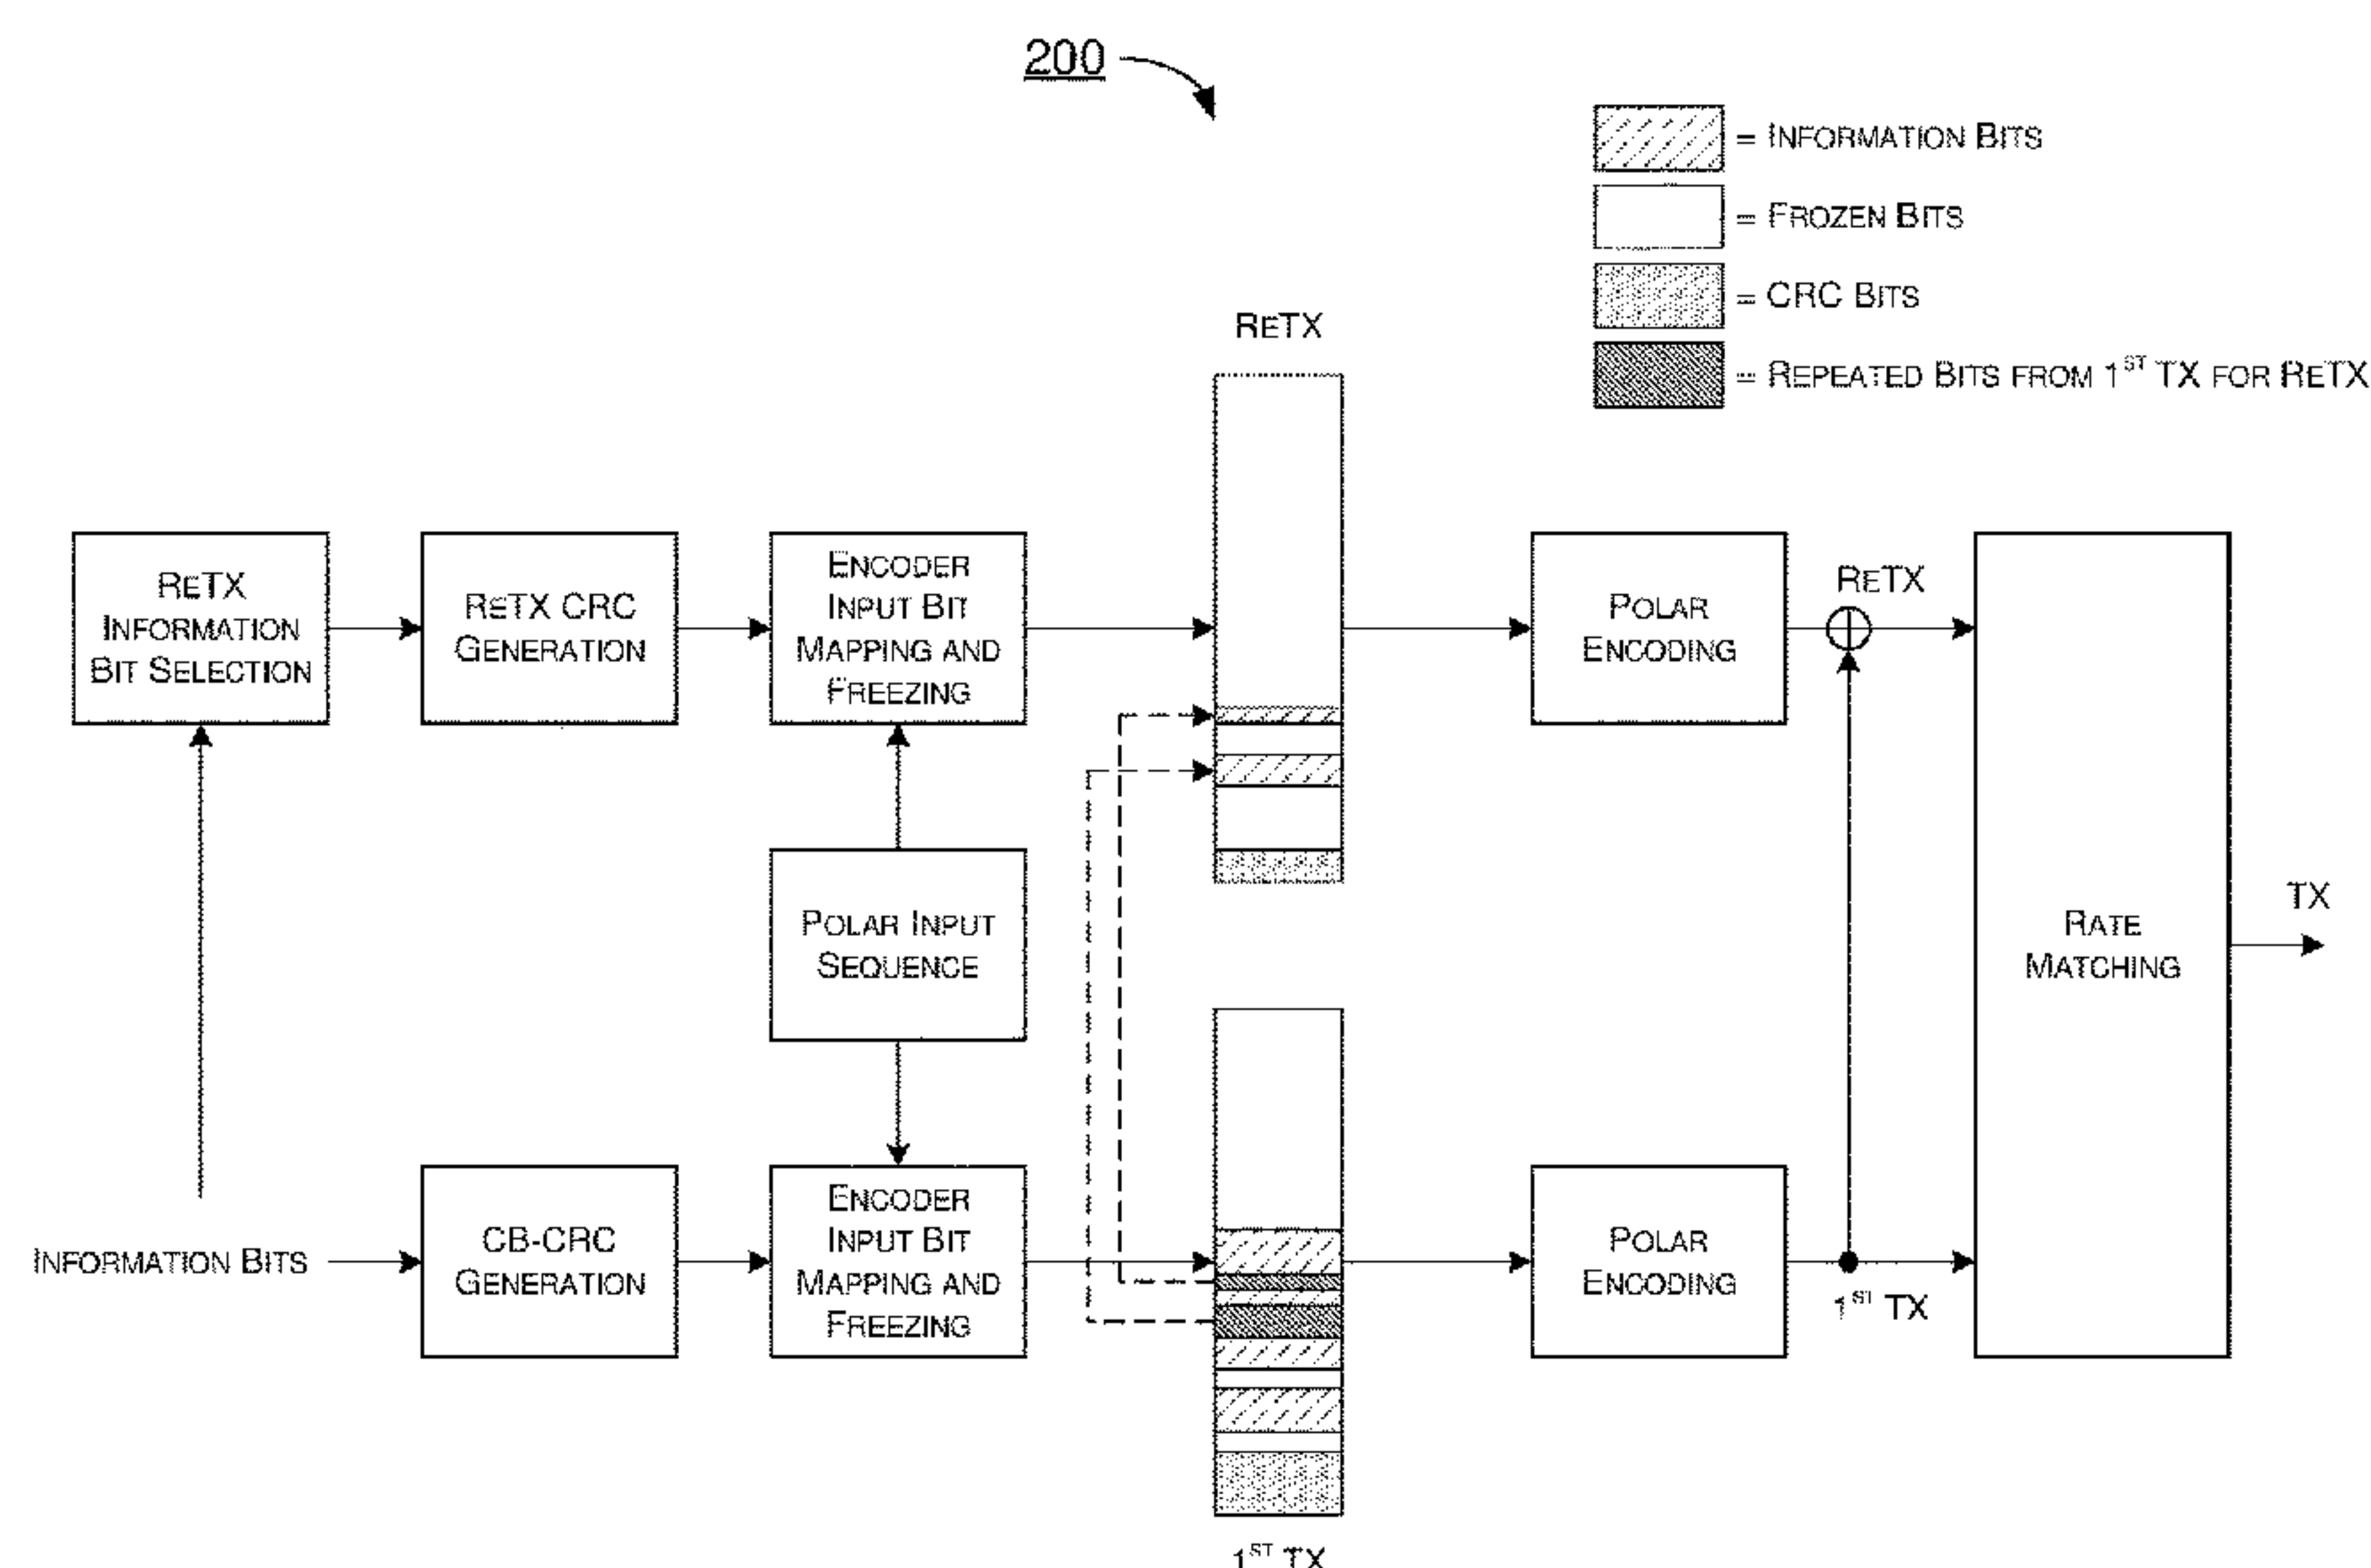 200
= INFORMATION BITS
= FROZEN BITS
= CRC BITS
= REPEATED BITS FROM 1ST TX FOR RETX
RETX
RETX
INFORMATION
BIT SELECTION
RETX CRC
GENERATION
ENCODER
INPUT BIT
MAPPING AND
FREEZING
POLAR
ENCODING
RETX
POLAR INPUT
SEQUENCE
RATE
MATCHING
TX
INFORMATION BITS
CB-CRC
GENERATION
ENCODER
INPUT BIT
MAPPING AND
FREEZING
POLAR
ENCODING
1ST TX
1ST TX